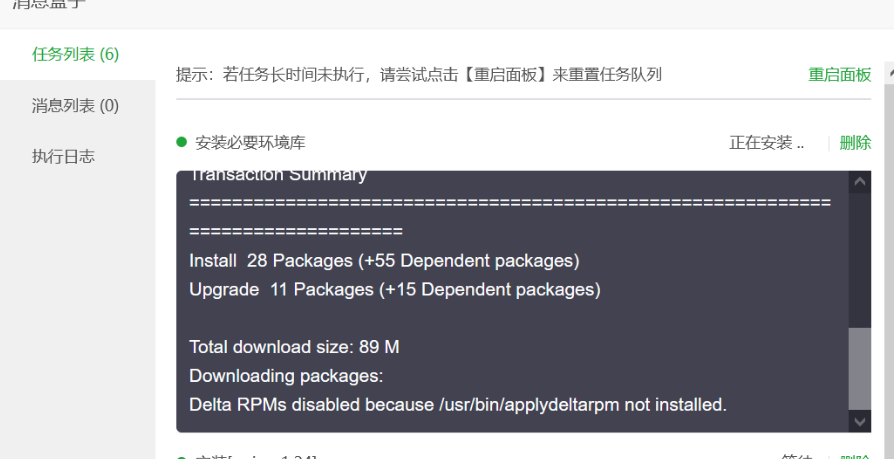 消息盒子
任务列表 (6)
提示：若任务长时间未执行，请尝试点击【重启面板】来重置任务队列
重启面板
消息列表 (0)
执行日志
安装必要环境库
正在安装 ..
删除
Transaction Summary
============================================================
====================
Install 28 Packages (+55 Dependent packages)
Upgrade 11 Packages (+15 Dependent packages)
Total download size: 89 M
Downloading packages:
Delta RPMs disabled because /usr/bin/applydeltarpm not installed.
等待
删除